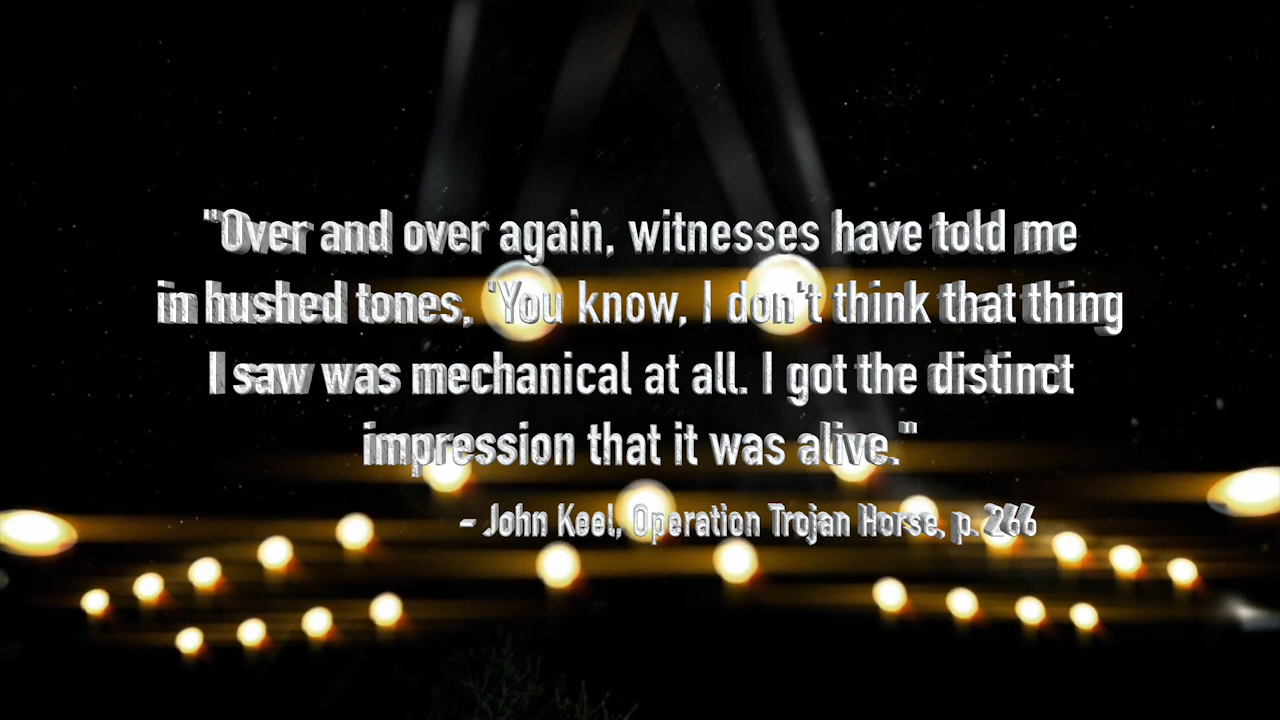 "Over and over again, witnesses have told me
in hushed tones, 'You know, I don't think that thing
I saw was mechanical at all. I got the distinct
impression that it was alive."
- John Keel, Operation Trojan Horse, p. 266